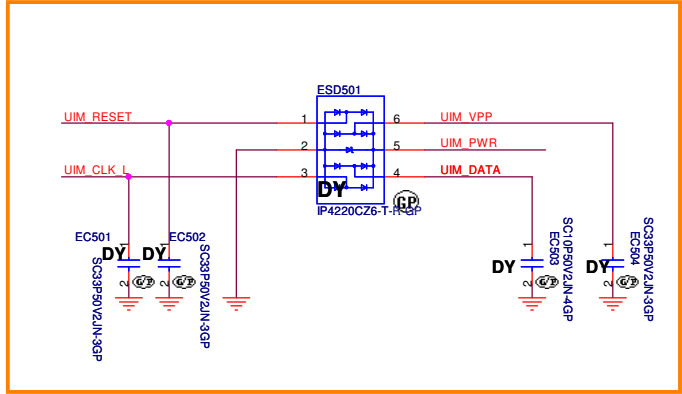 ESD501
UIM_RESET
1
6
UIM_VPP
2
5
UIM_PWR
UIM_CLK_L
3
4
UIM_DATA
DY
IP4220CZ6-T-R-GP
GP
EC501
DY
1
2
G/P
SC33P50V2JN-3GP
EC502
DY
1
2
G/P
SC33P50V2JN-3GP
DY
1
2
G/P
EC503
SC10P50V2JN-4GP
DY
1
2
G/P
EC504
SC33P50V2JN-3GP